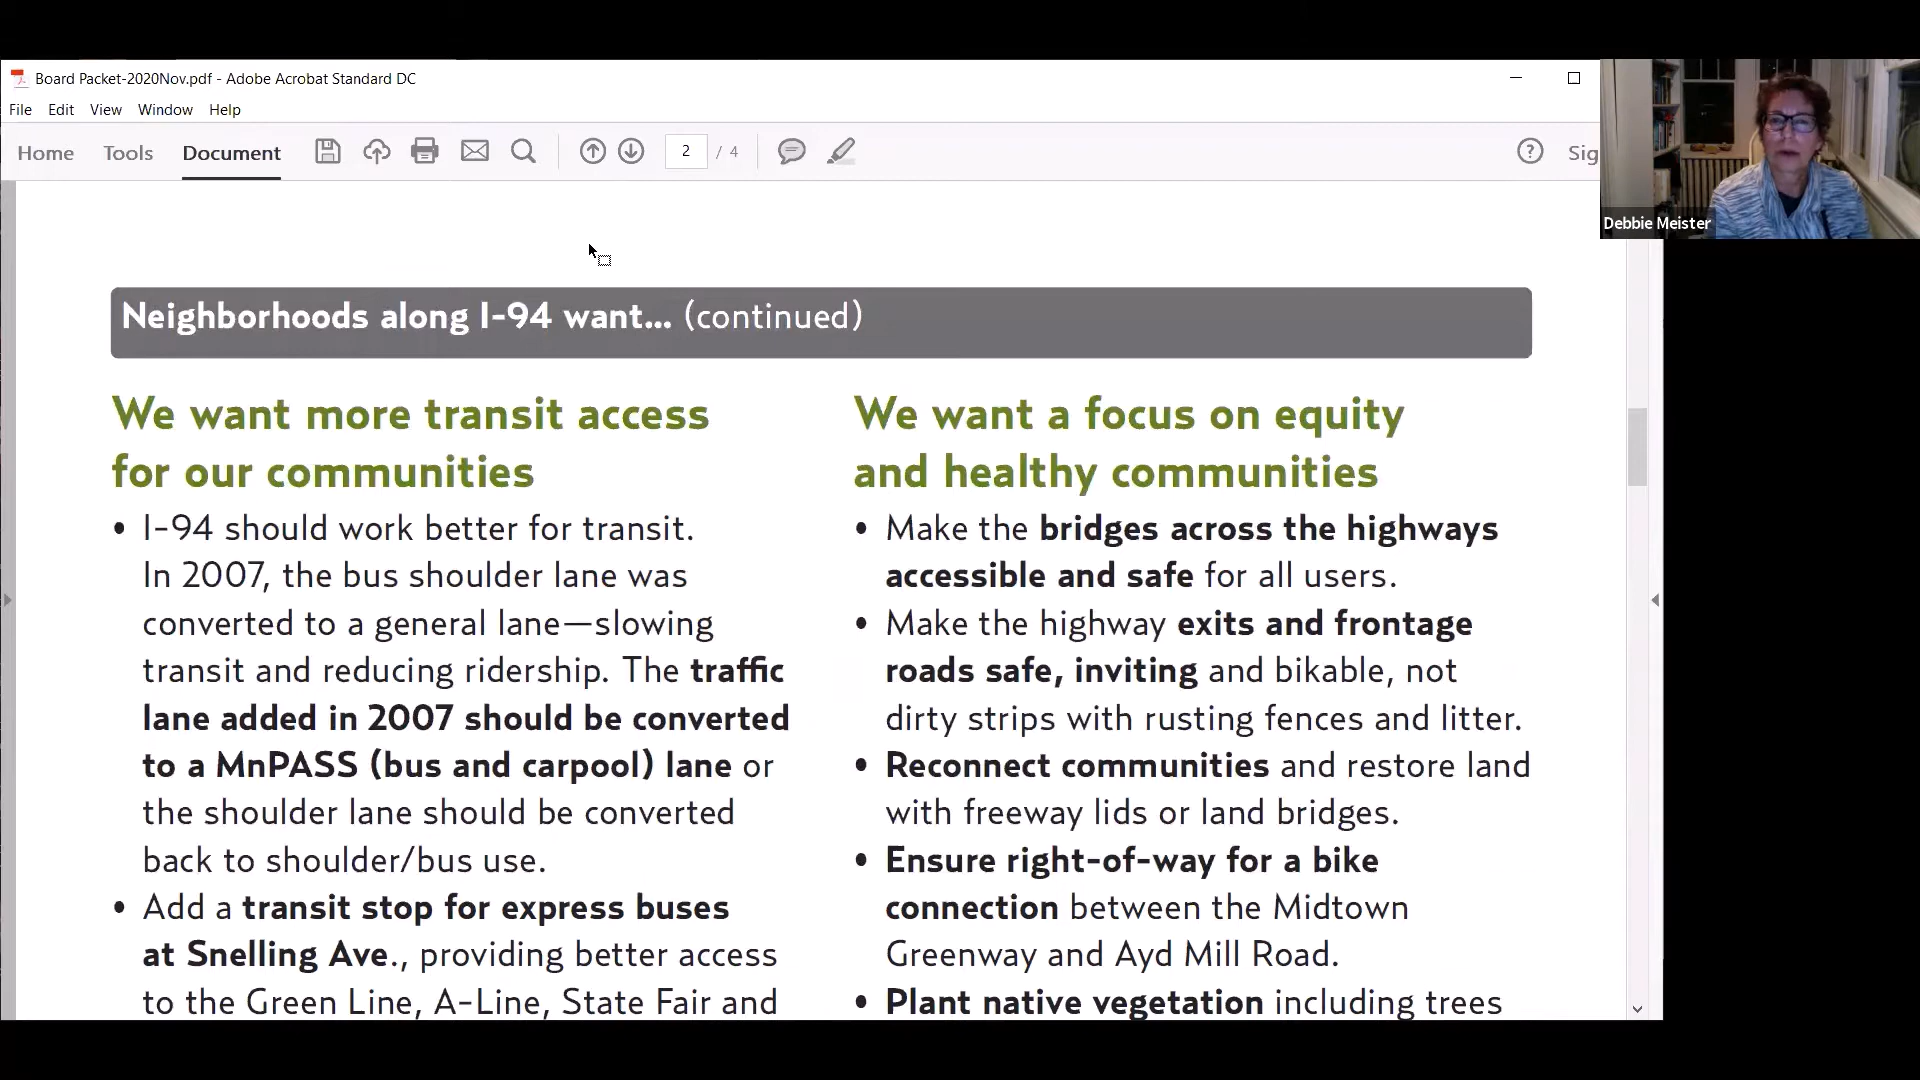 Board Packet-2020Nov.pdf - Adobe Acrobat Standard DC
File Edit View Window Help
Home Tools Document 2 / 4 Sig
Debbie Meister
Neighborhoods along I-94 want... (continued)
We want more transit access
for our communities
• I-94 should work better for transit.
In 2007, the bus shoulder lane was
converted to a general lane—slowing
transit and reducing ridership. The traffic
lane added in 2007 should be converted
to a MnPASS (bus and carpool) lane or
the shoulder lane should be converted
back to shoulder/bus use.
• Add a transit stop for express buses
at Snelling Ave., providing better access
to the Green Line, A-Line, State Fair and
We want a focus on equity
and healthy communities
• Make the bridges across the highways
accessible and safe for all users.
• Make the highway exits and frontage
roads safe, inviting and bikable, not
dirty strips with rusting fences and litter.
• Reconnect communities and restore land
with freeway lids or land bridges.
• Ensure right-of-way for a bike
connection between the Midtown
Greenway and Ayd Mill Road.
• Plant native vegetation including trees